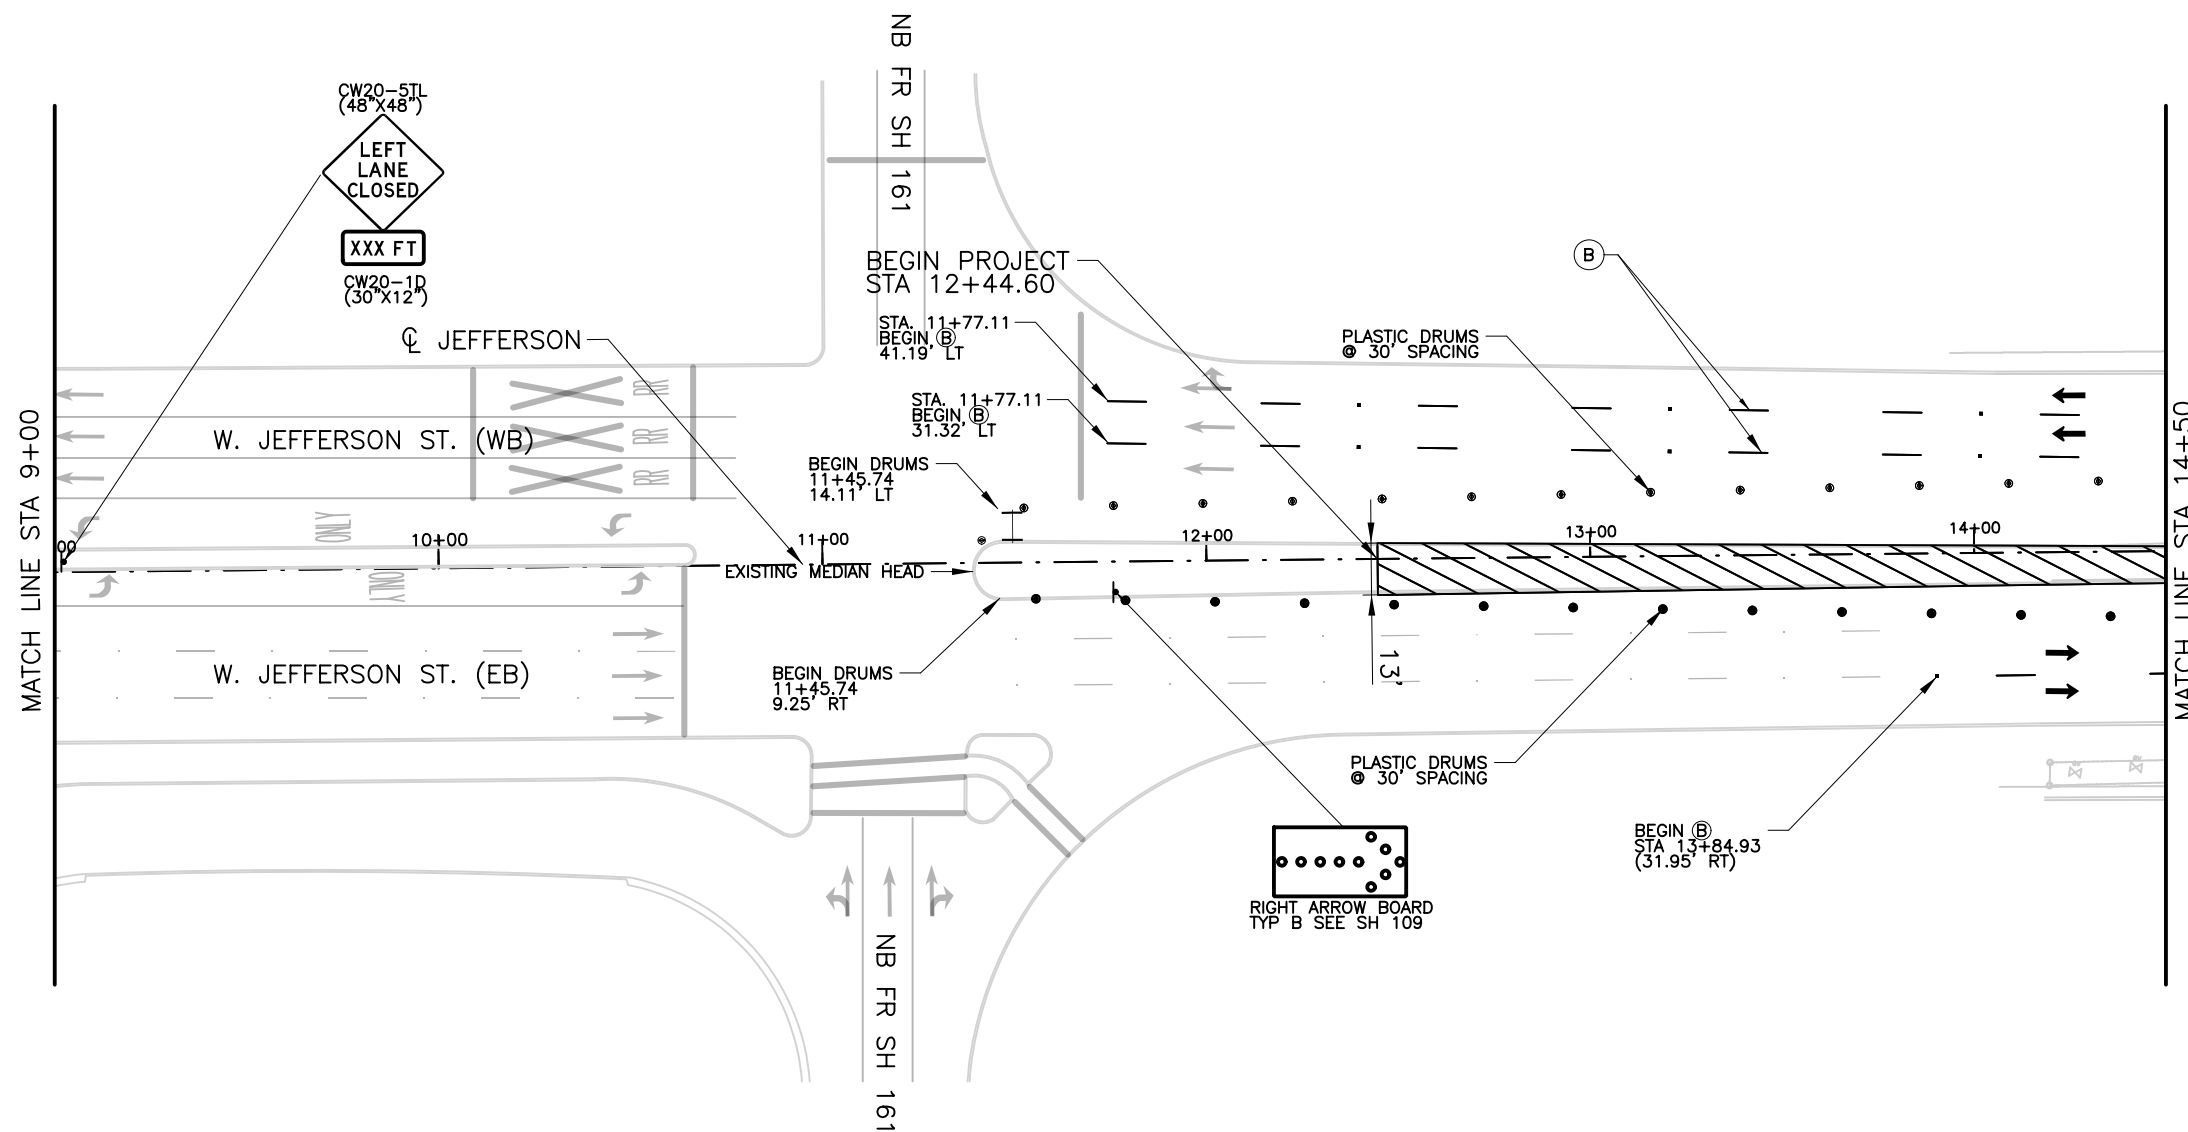 NB FR SH 161
CW20-5TL
(48"X48")
LEFT
LANE
CLOSED
XXX FT
CW20-1D
(30"X12")
BEGIN PROJECT
STA 12+44.60
B
STA. 11+77.11
BEGIN B
41.19' LT
℄ JEFFERSON
PLASTIC DRUMS
@ 30' SPACING
STA. 11+77.11
BEGIN B
31.32' LT
RR
RR
RR
W. JEFFERSON ST. (WB)
BEGIN DRUMS
11+45.74
14.11' LT
MATCH LINE STA 9+00
MATCH LINE STA 14+50
ONLY
00
10+00
11+00
12+00
13+00
14+00
EXISTING MEDIAN HEAD
ONLY
W. JEFFERSON ST. (EB)
BEGIN DRUMS
11+45.74
9.25' RT
13'
PLASTIC DRUMS
@ 30' SPACING
BEGIN B
STA 13+84.93
(31.95' RT)
RIGHT ARROW BOARD
TYP B SEE SH 109
NB FR SH 161